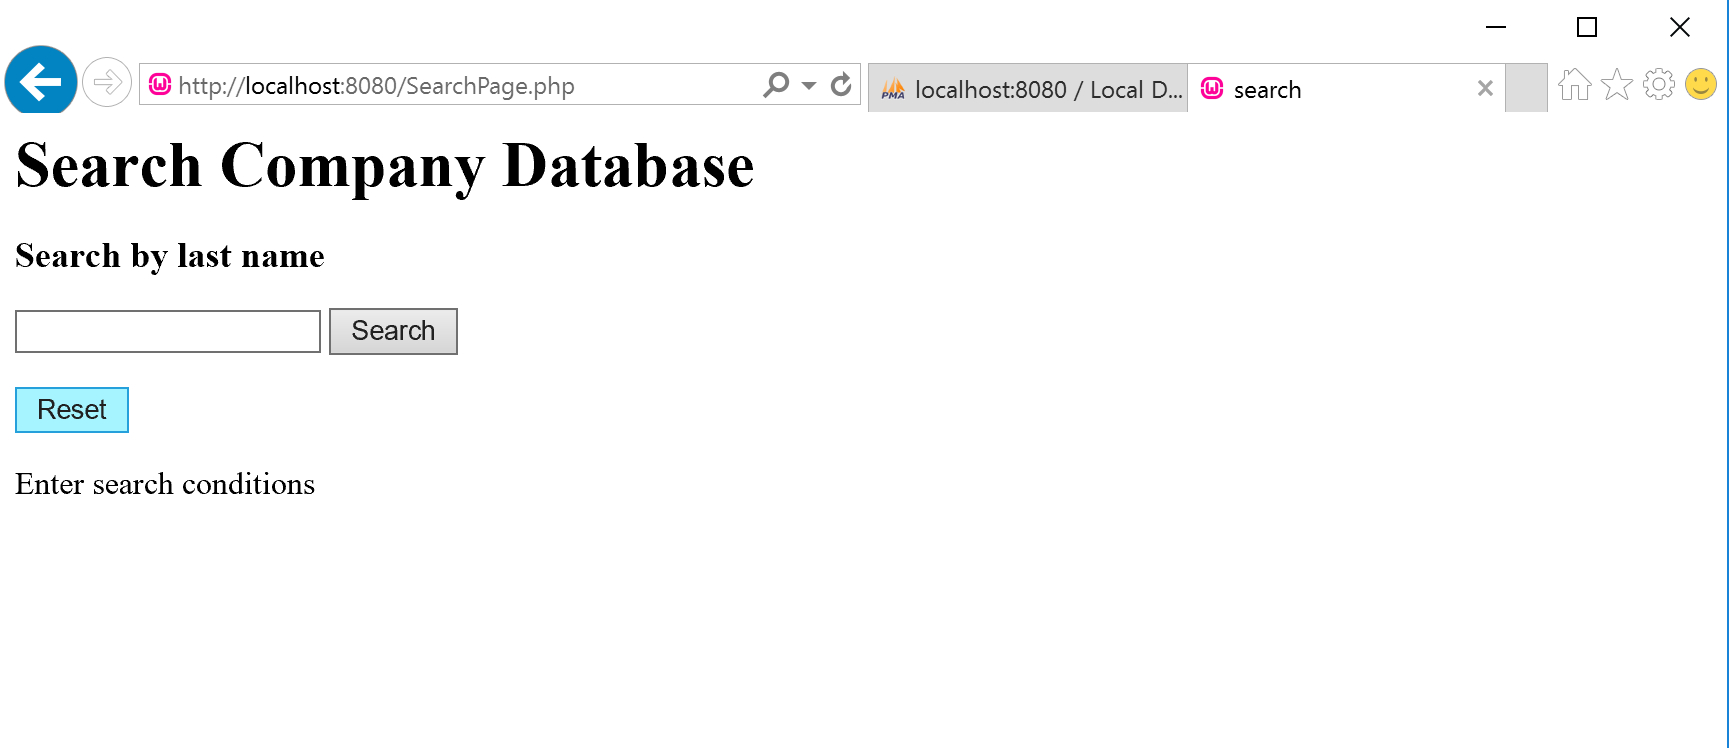 http://localhost:8080/SearchPage.php
PMA localhost:8080 / Local D...
search
Search Company Database
Search by last name
Search
Reset
Enter search conditions